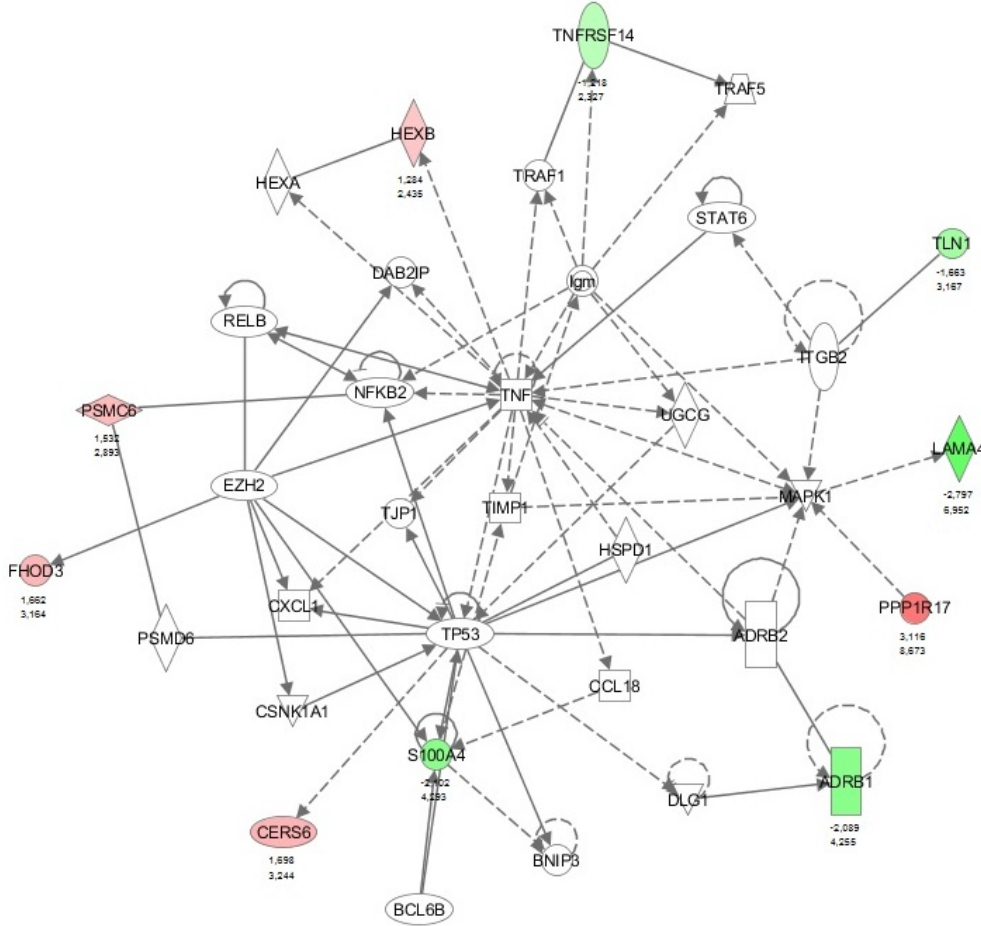 TNFRSF14
-1,218
2,327
TRAF5
HEXB
1,284
2,435
HEXA
TRAF1
STAT6
TLN1
-1,663
3,167
DAB2IP
Igm
RELB
ITGB2
NFKB2
TNF
UGCG
PSMC6
1,532
2,893
LAMA4
-2,797
6,952
EZH2
MAPK1
TJP1
TIMP1
HSPD1
FHOD3
1,662
3,164
CXCL1
PPP1R17
3,116
8,673
PSMD6
TP53
ADRB2
CCL18
CSNK1A1
S100A4
-2,102
4,293
ADRB1
-2,089
4,255
DLG1
CERS6
1,698
3,244
BNIP3
BCL6B